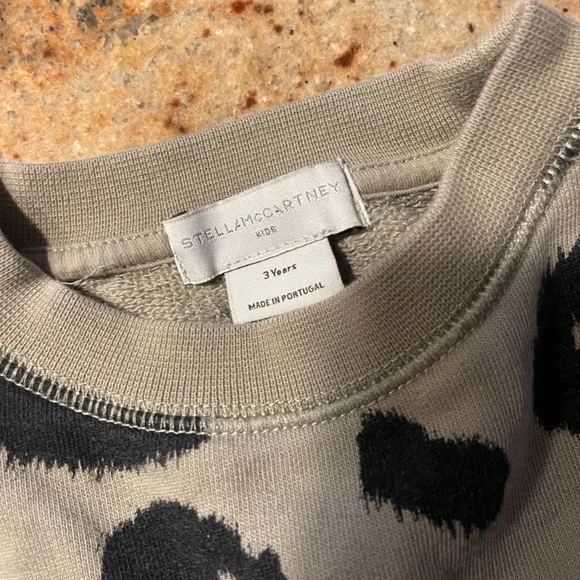 STELLA McCARTNEY
KIDS
3 Years
MADE IN PORTUGAL